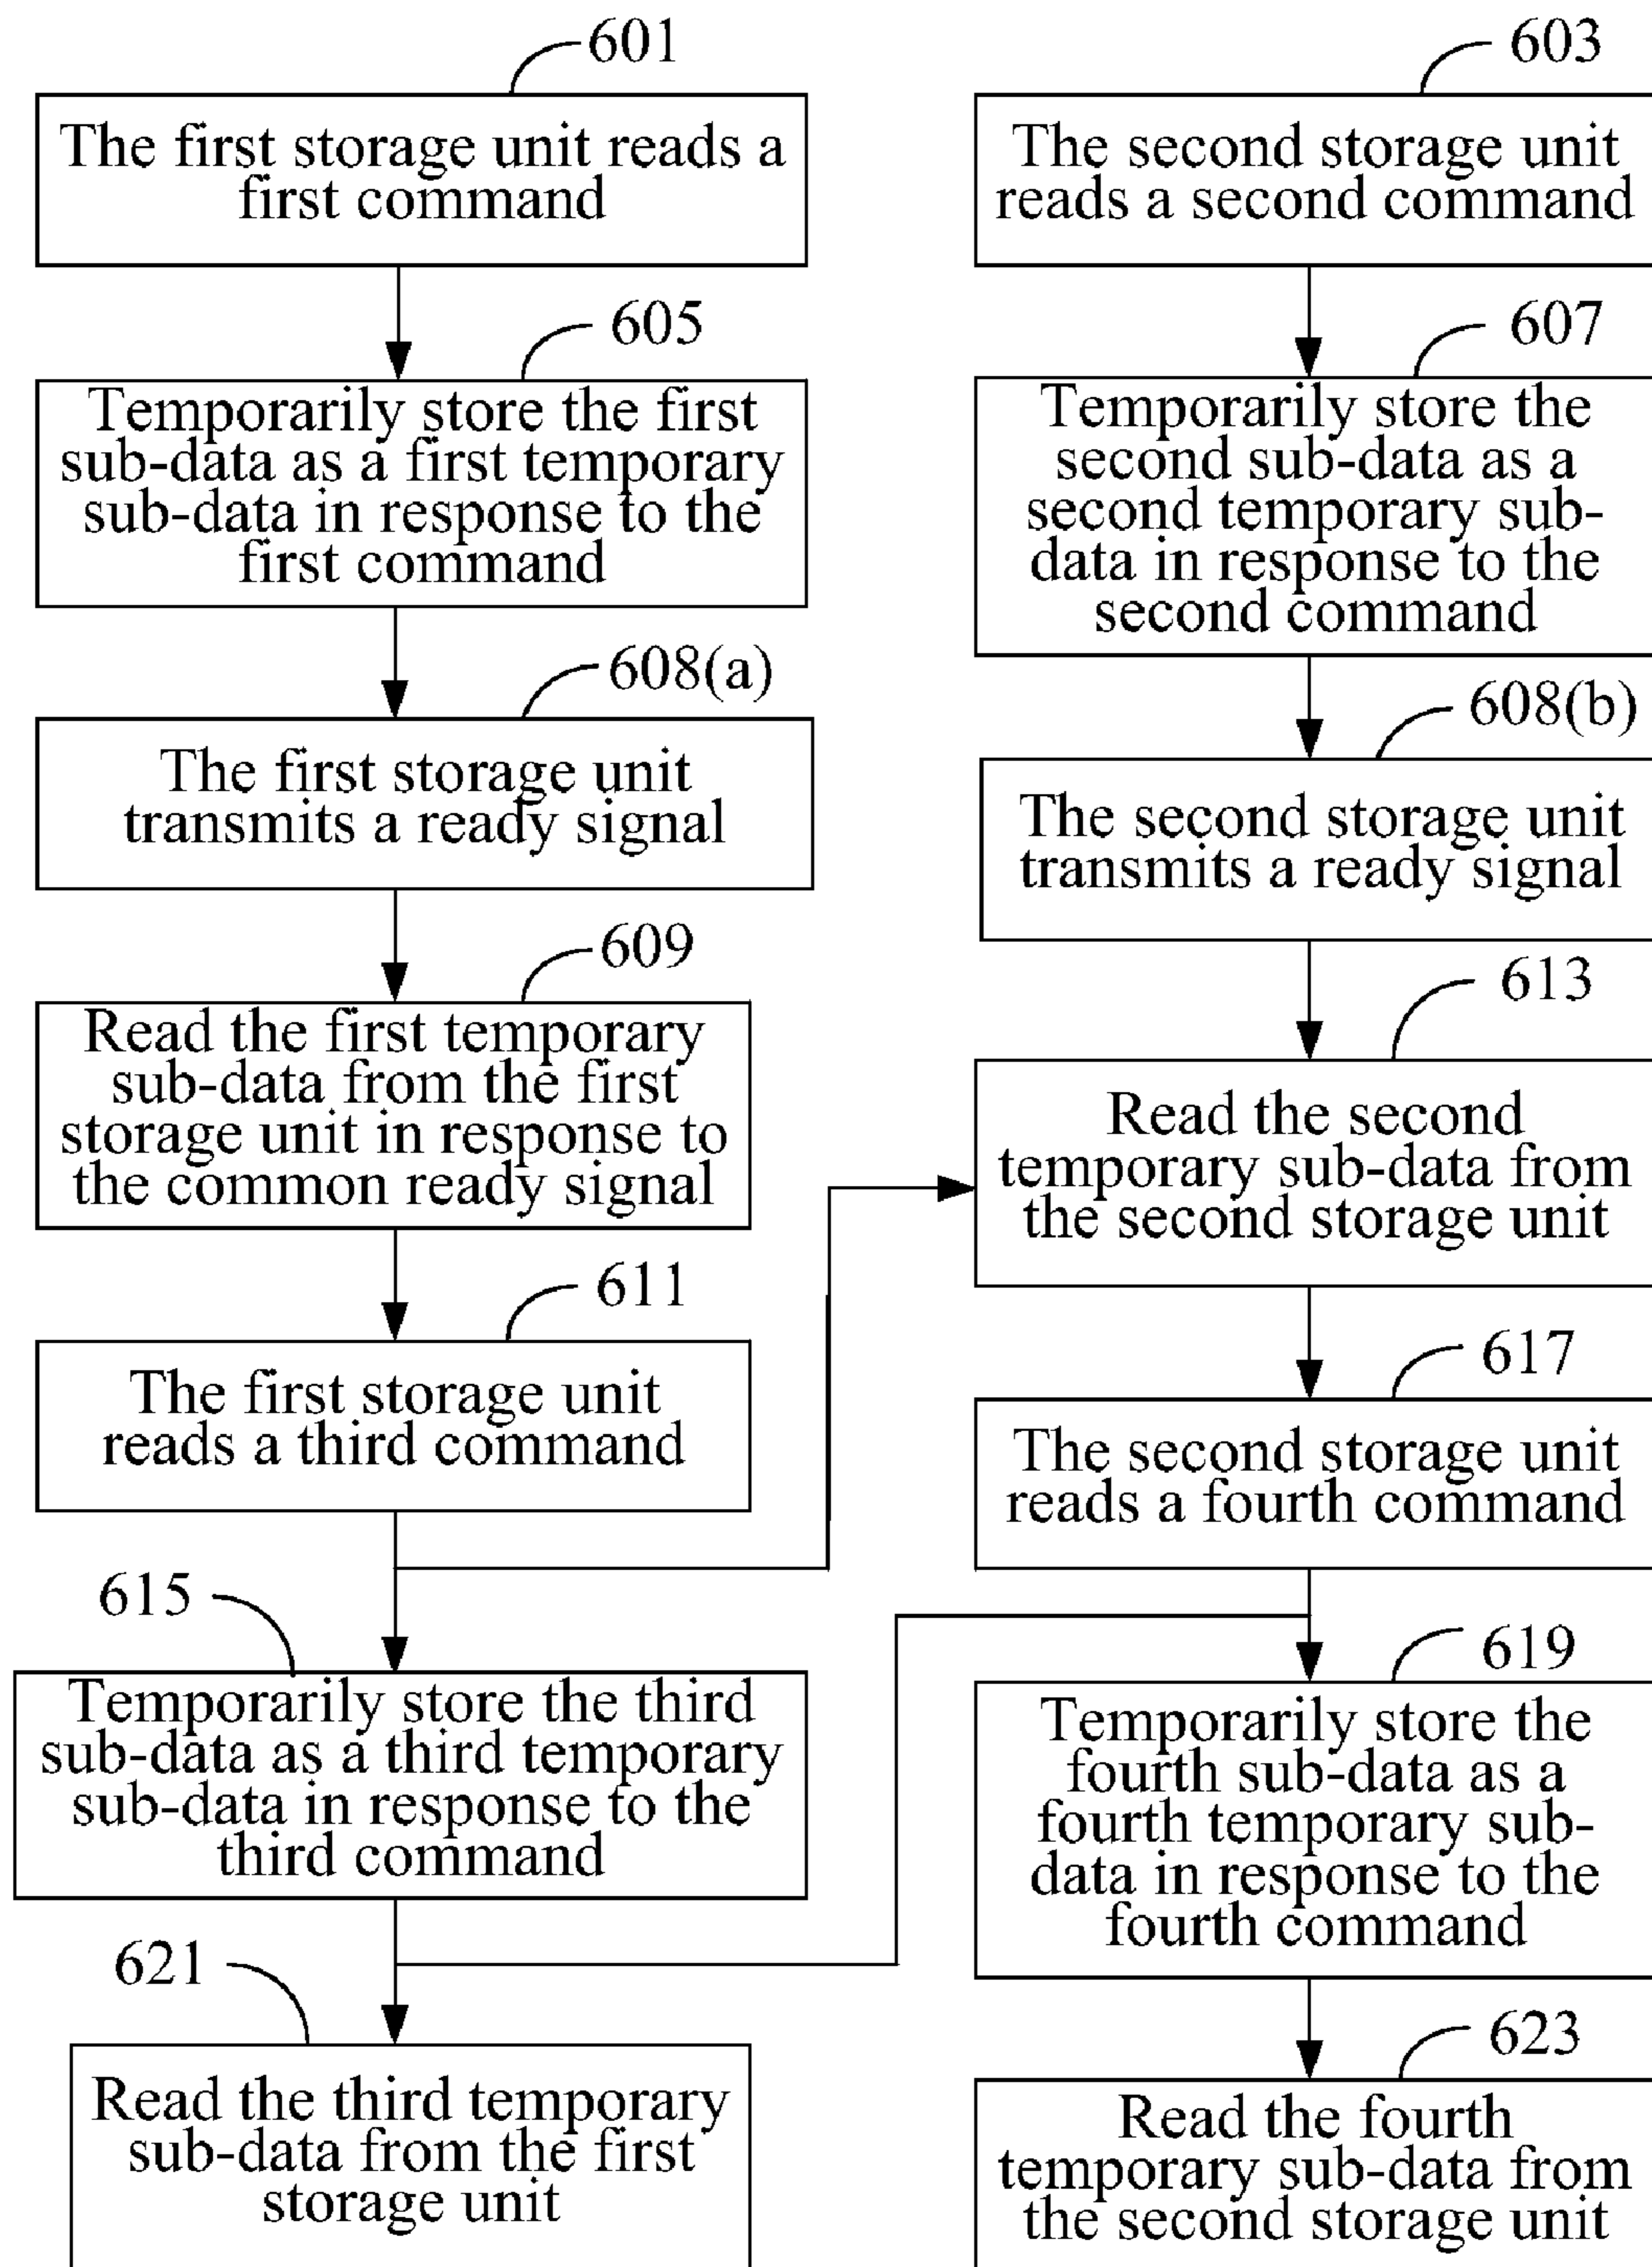 601
The first storage unit reads a
first command
605
Temporarily store the first
sub-data as a first temporary
sub-data in response to the
first command
608(a)
The first storage unit
transmits a ready signal
609
Read the first temporary
sub-data from the first
storage unit in response to
the common ready signal
611
The first storage unit
reads a third command
615
Temporarily store the third
sub-data as a third temporary
sub-data in response to the
third command
621
Read the third temporary
sub-data from the first
storage unit
603
The second storage unit
reads a second command
607
Temporarily store the
second sub-data as a
second temporary sub-
data in response to the
second command
608(b)
The second storage unit
transmits a ready signal
613
Read the second
temporary sub-data from
the second storage unit
617
The second storage unit
reads a fourth command
619
Temporarily store the
fourth sub-data as a
fourth temporary sub-
data in response to the
fourth command
623
Read the fourth
temporary sub-data from
the second storage unit